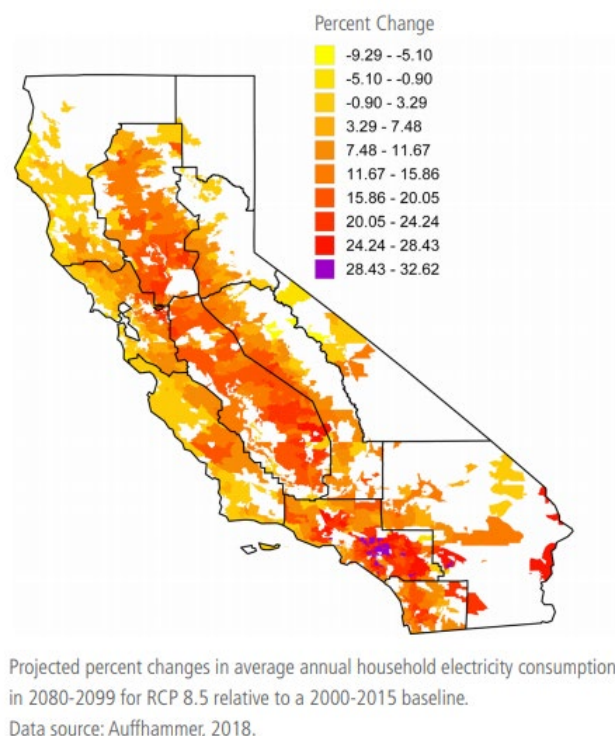 Percent Change
-9.29 - -5.10
-5.10 - -0.90
-0.90 - 3.29
3.29 - 7.48
7.48 - 11.67
11.67 - 15.86
15.86 - 20.05
20.05 - 24.24
24.24 - 28.43
28.43 - 32.62
Projected percent changes in average annual household electricity consumption
in 2080-2099 for RCP 8.5 relative to a 2000-2015 baseline.
Data source: Auffhammer, 2018.